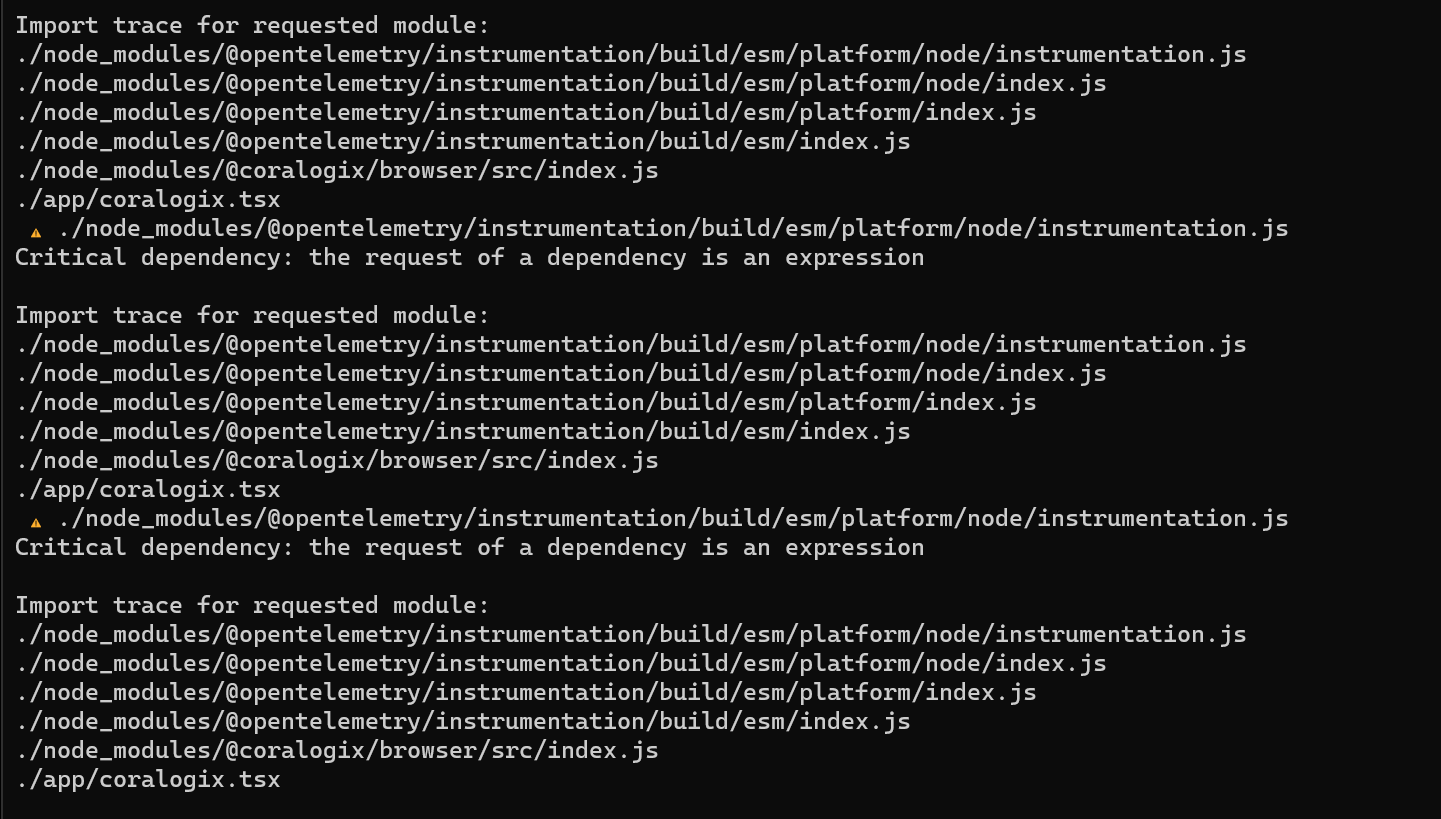 Import trace for requested module:
./node_modules/@opentelemetry/instrumentation/build/esm/platform/node/instrumentation.js
./node_modules/@opentelemetry/instrumentation/build/esm/platform/node/index.js
./node_modules/@opentelemetry/instrumentation/build/esm/platform/index.js
./node_modules/@opentelemetry/instrumentation/build/esm/index.js
./node_modules/@coralogix/browser/src/index.js
./app/coralogix.tsx
⚠ ./node_modules/@opentelemetry/instrumentation/build/esm/platform/node/instrumentation.js
Critical dependency: the request of a dependency is an expression

Import trace for requested module:
./node_modules/@opentelemetry/instrumentation/build/esm/platform/node/instrumentation.js
./node_modules/@opentelemetry/instrumentation/build/esm/platform/node/index.js
./node_modules/@opentelemetry/instrumentation/build/esm/platform/index.js
./node_modules/@opentelemetry/instrumentation/build/esm/index.js
./node_modules/@coralogix/browser/src/index.js
./app/coralogix.tsx
⚠ ./node_modules/@opentelemetry/instrumentation/build/esm/platform/node/instrumentation.js
Critical dependency: the request of a dependency is an expression

Import trace for requested module:
./node_modules/@opentelemetry/instrumentation/build/esm/platform/node/instrumentation.js
./node_modules/@opentelemetry/instrumentation/build/esm/platform/node/index.js
./node_modules/@opentelemetry/instrumentation/build/esm/platform/index.js
./node_modules/@opentelemetry/instrumentation/build/esm/index.js
./node_modules/@coralogix/browser/src/index.js
./app/coralogix.tsx